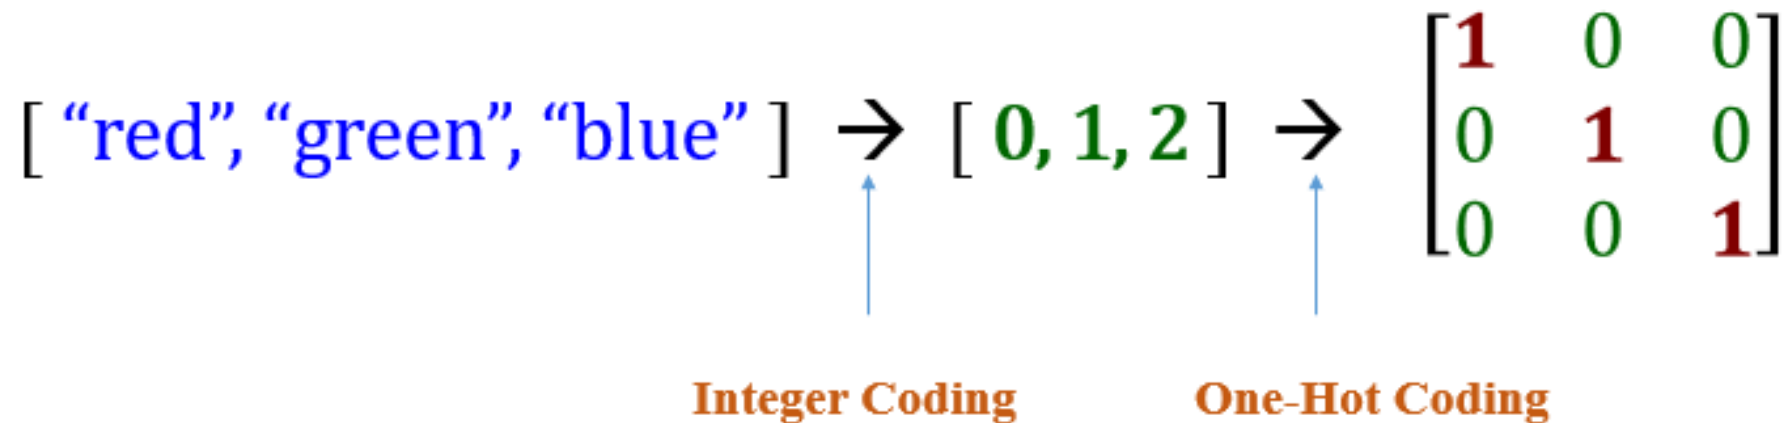 1 0 0
[ “red”, “green”, “blue” ] → [ 0, 1, 2 ] → 0 1 0
0 0 1
Integer Coding One-Hot Coding